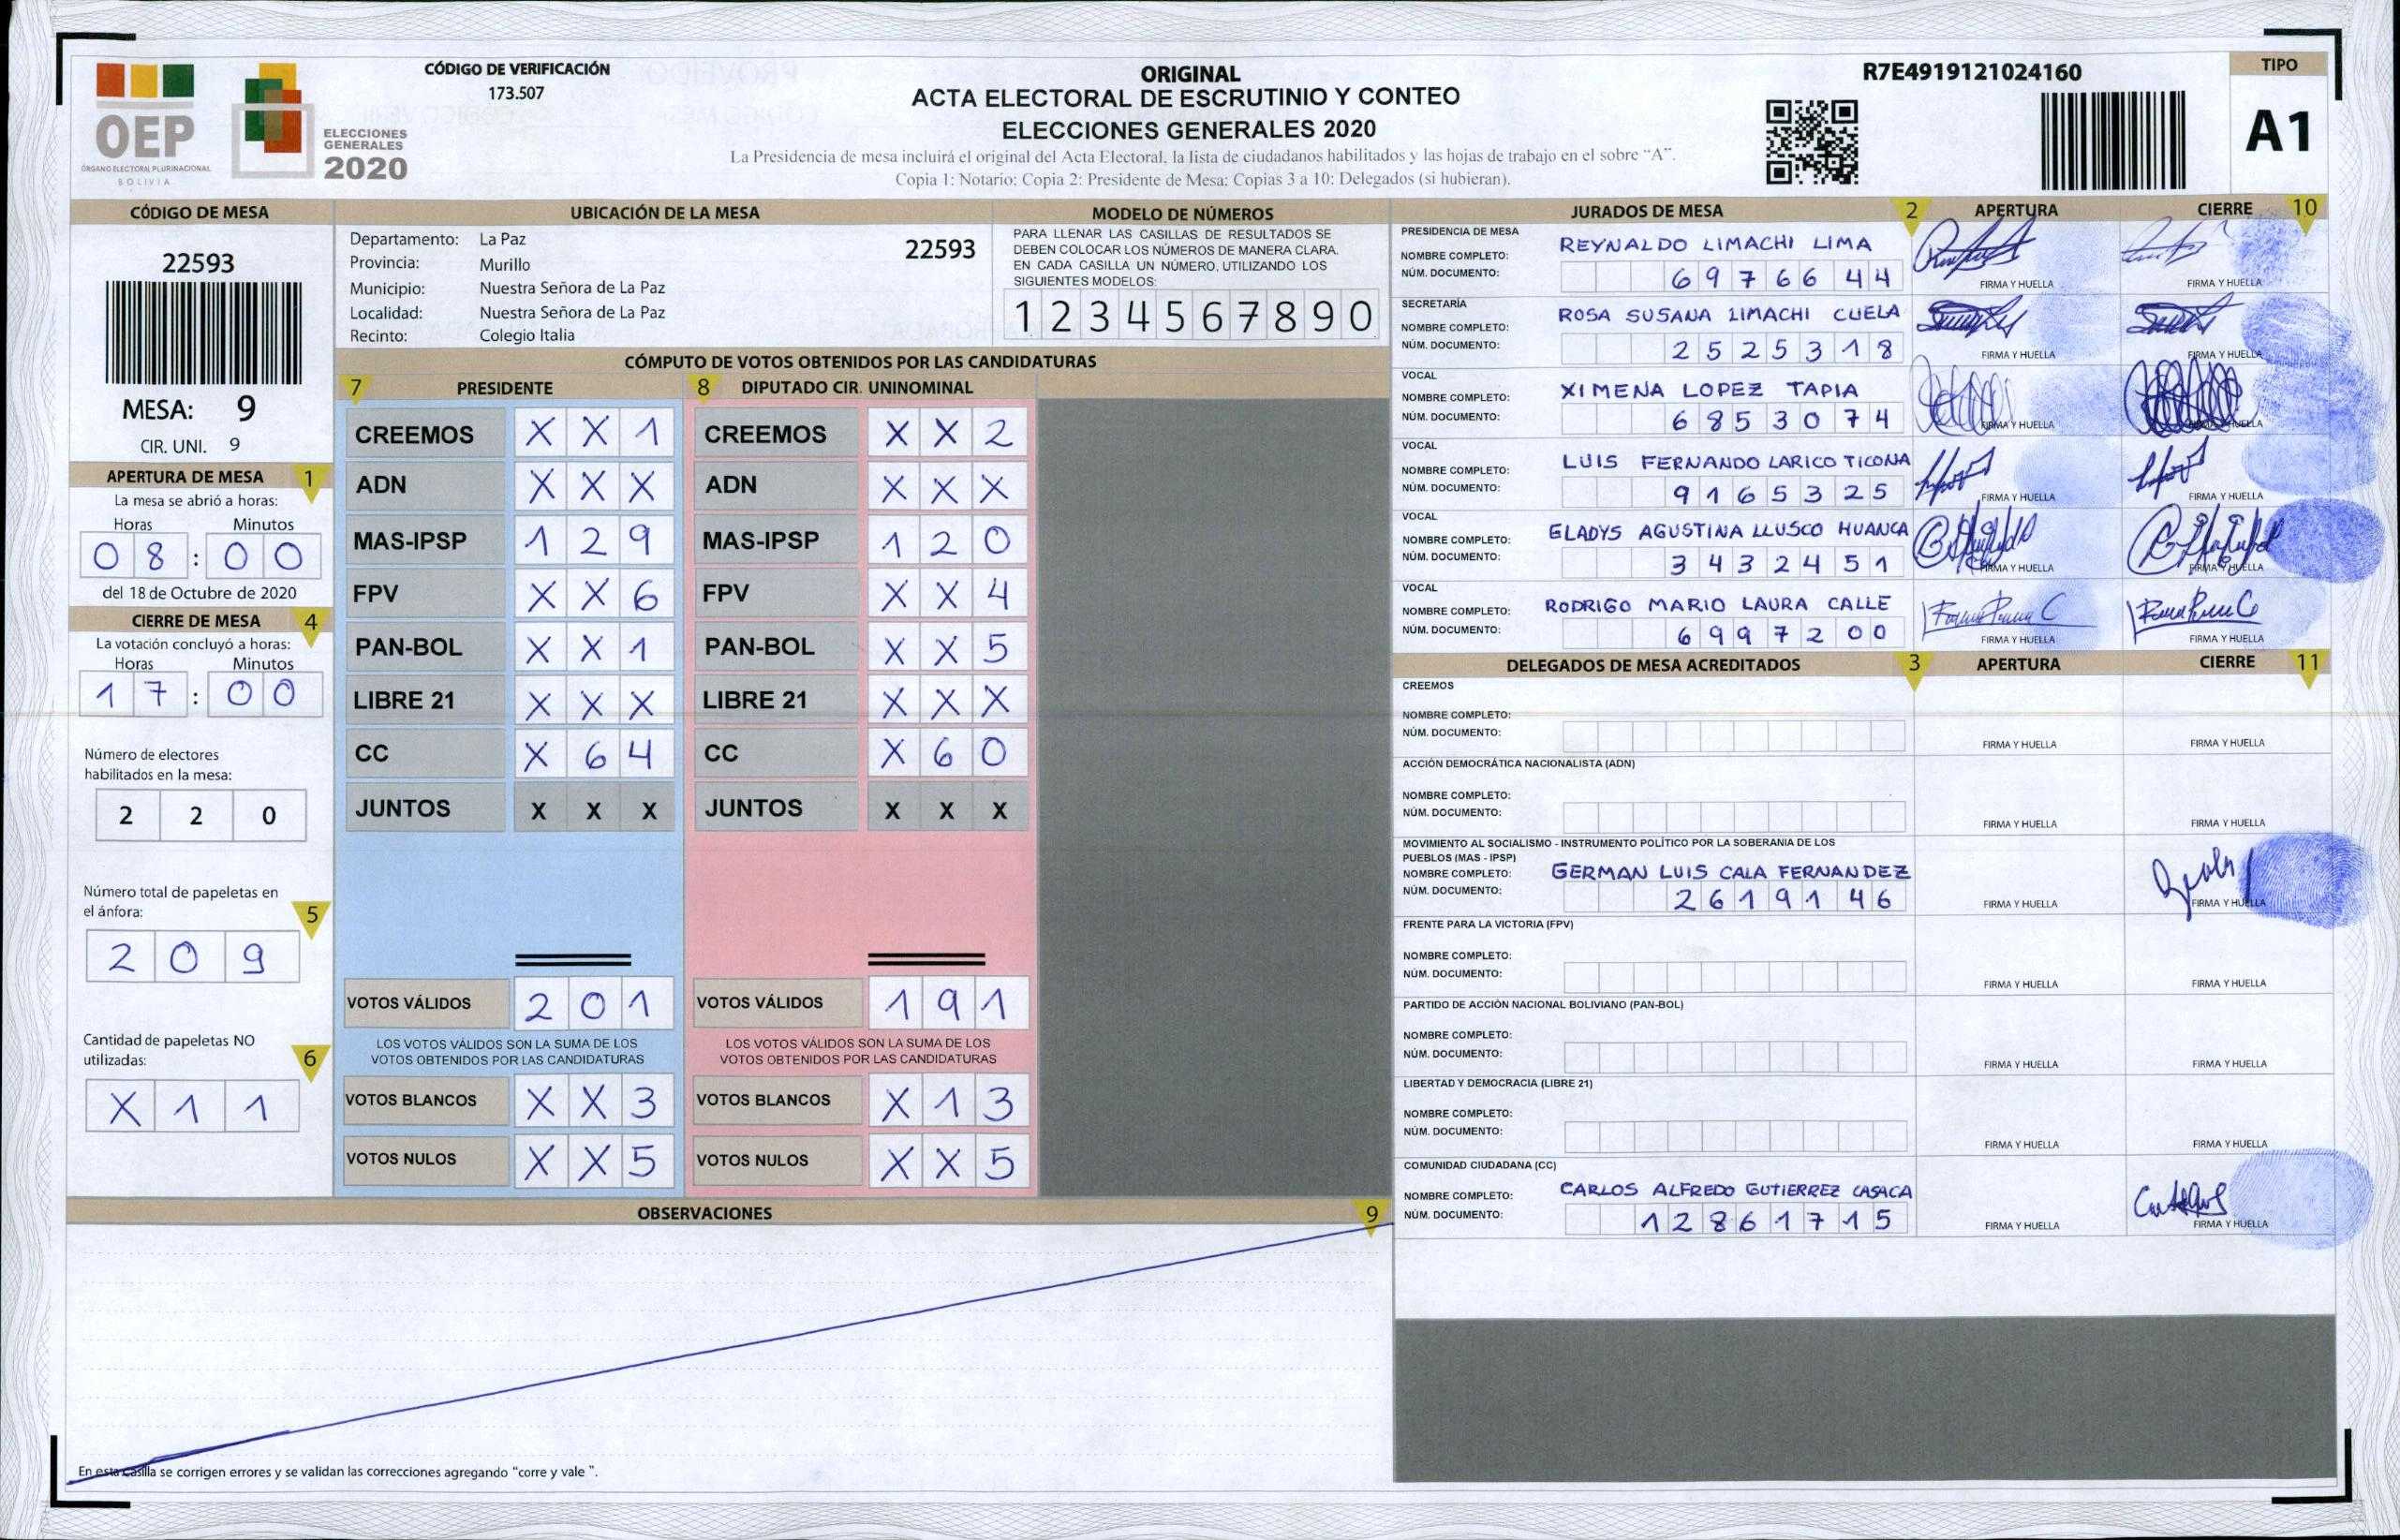 OEP
ÓRGANO ELECTORAL PLURINACIONAL
BOLIVIA
ELECCIONES
GENERALES
2020
CÓDIGO DE VERIFICACIÓN
173.507
ORIGINAL
ACTA ELECTORAL DE ESCRUTINIO Y CONTEO
ELECCIONES GENERALES 2020
La Presidencia de mesa incluirá el original del Acta Electoral, la lista de ciudadanos habilitados y las hojas de trabajo en el sobre “A”.
Copia 1: Notario; Copia 2: Presidente de Mesa; Copias 3 a 10: Delegados (si hubieran).
R7E4919121024160
TIPO
A1
CÓDIGO DE MESA
22593
MESA: 9
CIR. UNI. 9
APERTURA DE MESA 1
La mesa se abrió a horas:
Horas Minutos
08:00
del 18 de Octubre de 2020
CIERRE DE MESA 4
La votación concluyó a horas:
Horas Minutos
17:00
Número de electores
habilitados en la mesa:
2 2 0
Número total de papeletas en
el ánfora: 5
2 0 9
Cantidad de papeletas NO
utilizadas: 6
X 1 1
UBICACIÓN DE LA MESA
Departamento: La Paz 22593
Provincia: Murillo
Municipio: Nuestra Señora de La Paz
Localidad: Nuestra Señora de La Paz
Recinto: Colegio Italia
MODELO DE NÚMEROS
PARA LLENAR LAS CASILLAS DE RESULTADOS SE
DEBEN COLOCAR LOS NÚMEROS DE MANERA CLARA.
EN CADA CASILLA UN NÚMERO, UTILIZANDO LOS
SIGUIENTES MODELOS:
1 2 3 4 5 6 7 8 9 0
CÓMPUTO DE VOTOS OBTENIDOS POR LAS CANDIDATURAS
7 PRESIDENTE
CREEMOS X X 1
ADN X X X
MAS-IPSP 1 2 9
FPV X X 6
PAN-BOL X X 1
LIBRE 21 X X X
CC X 6 4
JUNTOS X X X
VOTOS VÁLIDOS 2 0 1
LOS VOTOS VÁLIDOS SON LA SUMA DE LOS
VOTOS OBTENIDOS POR LAS CANDIDATURAS
VOTOS BLANCOS X X 3
VOTOS NULOS X X 5
8 DIPUTADO CIR. UNINOMINAL
CREEMOS X X 2
ADN X X X
MAS-IPSP 1 2 0
FPV X X 4
PAN-BOL X X 5
LIBRE 21 X X X
CC X 6 0
JUNTOS X X X
VOTOS VÁLIDOS 1 9 1
LOS VOTOS VÁLIDOS SON LA SUMA DE LOS
VOTOS OBTENIDOS POR LAS CANDIDATURAS
VOTOS BLANCOS X 1 3
VOTOS NULOS X X 5
OBSERVACIONES 9
En esta casilla se corrigen errores y se validan las correcciones agregando “corre y vale ”.
JURADOS DE MESA 2 APERTURA CIERRE 10
PRESIDENCIA DE MESA
NOMBRE COMPLETO: REYNALDO LIMACHI LIMA
NÚM. DOCUMENTO: 6976644
FIRMA Y HUELLA FIRMA Y HUELLA
SECRETARÍA
NOMBRE COMPLETO: ROSA SUSANA LIMACHI CUELA
NÚM. DOCUMENTO: 2525318
FIRMA Y HUELLA FIRMA Y HUELLA
VOCAL
NOMBRE COMPLETO: XIMENA LOPEZ TAPIA
NÚM. DOCUMENTO: 6853074
FIRMA Y HUELLA FIRMA Y HUELLA
VOCAL
NOMBRE COMPLETO: LUIS FERNANDO LARICO TICONA
NÚM. DOCUMENTO: 9165325
FIRMA Y HUELLA FIRMA Y HUELLA
VOCAL
NOMBRE COMPLETO: GLADYS AGUSTINA LLUSCO HUANCA
NÚM. DOCUMENTO: 3432451
FIRMA Y HUELLA FIRMA Y HUELLA
VOCAL
NOMBRE COMPLETO: RODRIGO MARIO LAURA CALLE
NÚM. DOCUMENTO: 6997200
FIRMA Y HUELLA FIRMA Y HUELLA
DELEGADOS DE MESA ACREDITADOS 3 APERTURA CIERRE 11
CREEMOS
NOMBRE COMPLETO:
NÚM. DOCUMENTO:
FIRMA Y HUELLA FIRMA Y HUELLA
ACCIÓN DEMOCRÁTICA NACIONALISTA (ADN)
NOMBRE COMPLETO:
NÚM. DOCUMENTO:
FIRMA Y HUELLA FIRMA Y HUELLA
MOVIMIENTO AL SOCIALISMO - INSTRUMENTO POLÍTICO POR LA SOBERANIA DE LOS
PUEBLOS (MAS - IPSP)
NOMBRE COMPLETO: GERMAN LUIS CALA FERNANDEZ
NÚM. DOCUMENTO: 2619146
FIRMA Y HUELLA FIRMA Y HUELLA
FRENTE PARA LA VICTORIA (FPV)
NOMBRE COMPLETO:
NÚM. DOCUMENTO:
FIRMA Y HUELLA FIRMA Y HUELLA
PARTIDO DE ACCIÓN NACIONAL BOLIVIANO (PAN-BOL)
NOMBRE COMPLETO:
NÚM. DOCUMENTO:
FIRMA Y HUELLA FIRMA Y HUELLA
LIBERTAD Y DEMOCRACIA (LIBRE 21)
NOMBRE COMPLETO:
NÚM. DOCUMENTO:
FIRMA Y HUELLA FIRMA Y HUELLA
COMUNIDAD CIUDADANA (CC)
NOMBRE COMPLETO: CARLOS ALFREDO GUTIERREZ CASACA
NÚM. DOCUMENTO: 12861715
FIRMA Y HUELLA FIRMA Y HUELLA